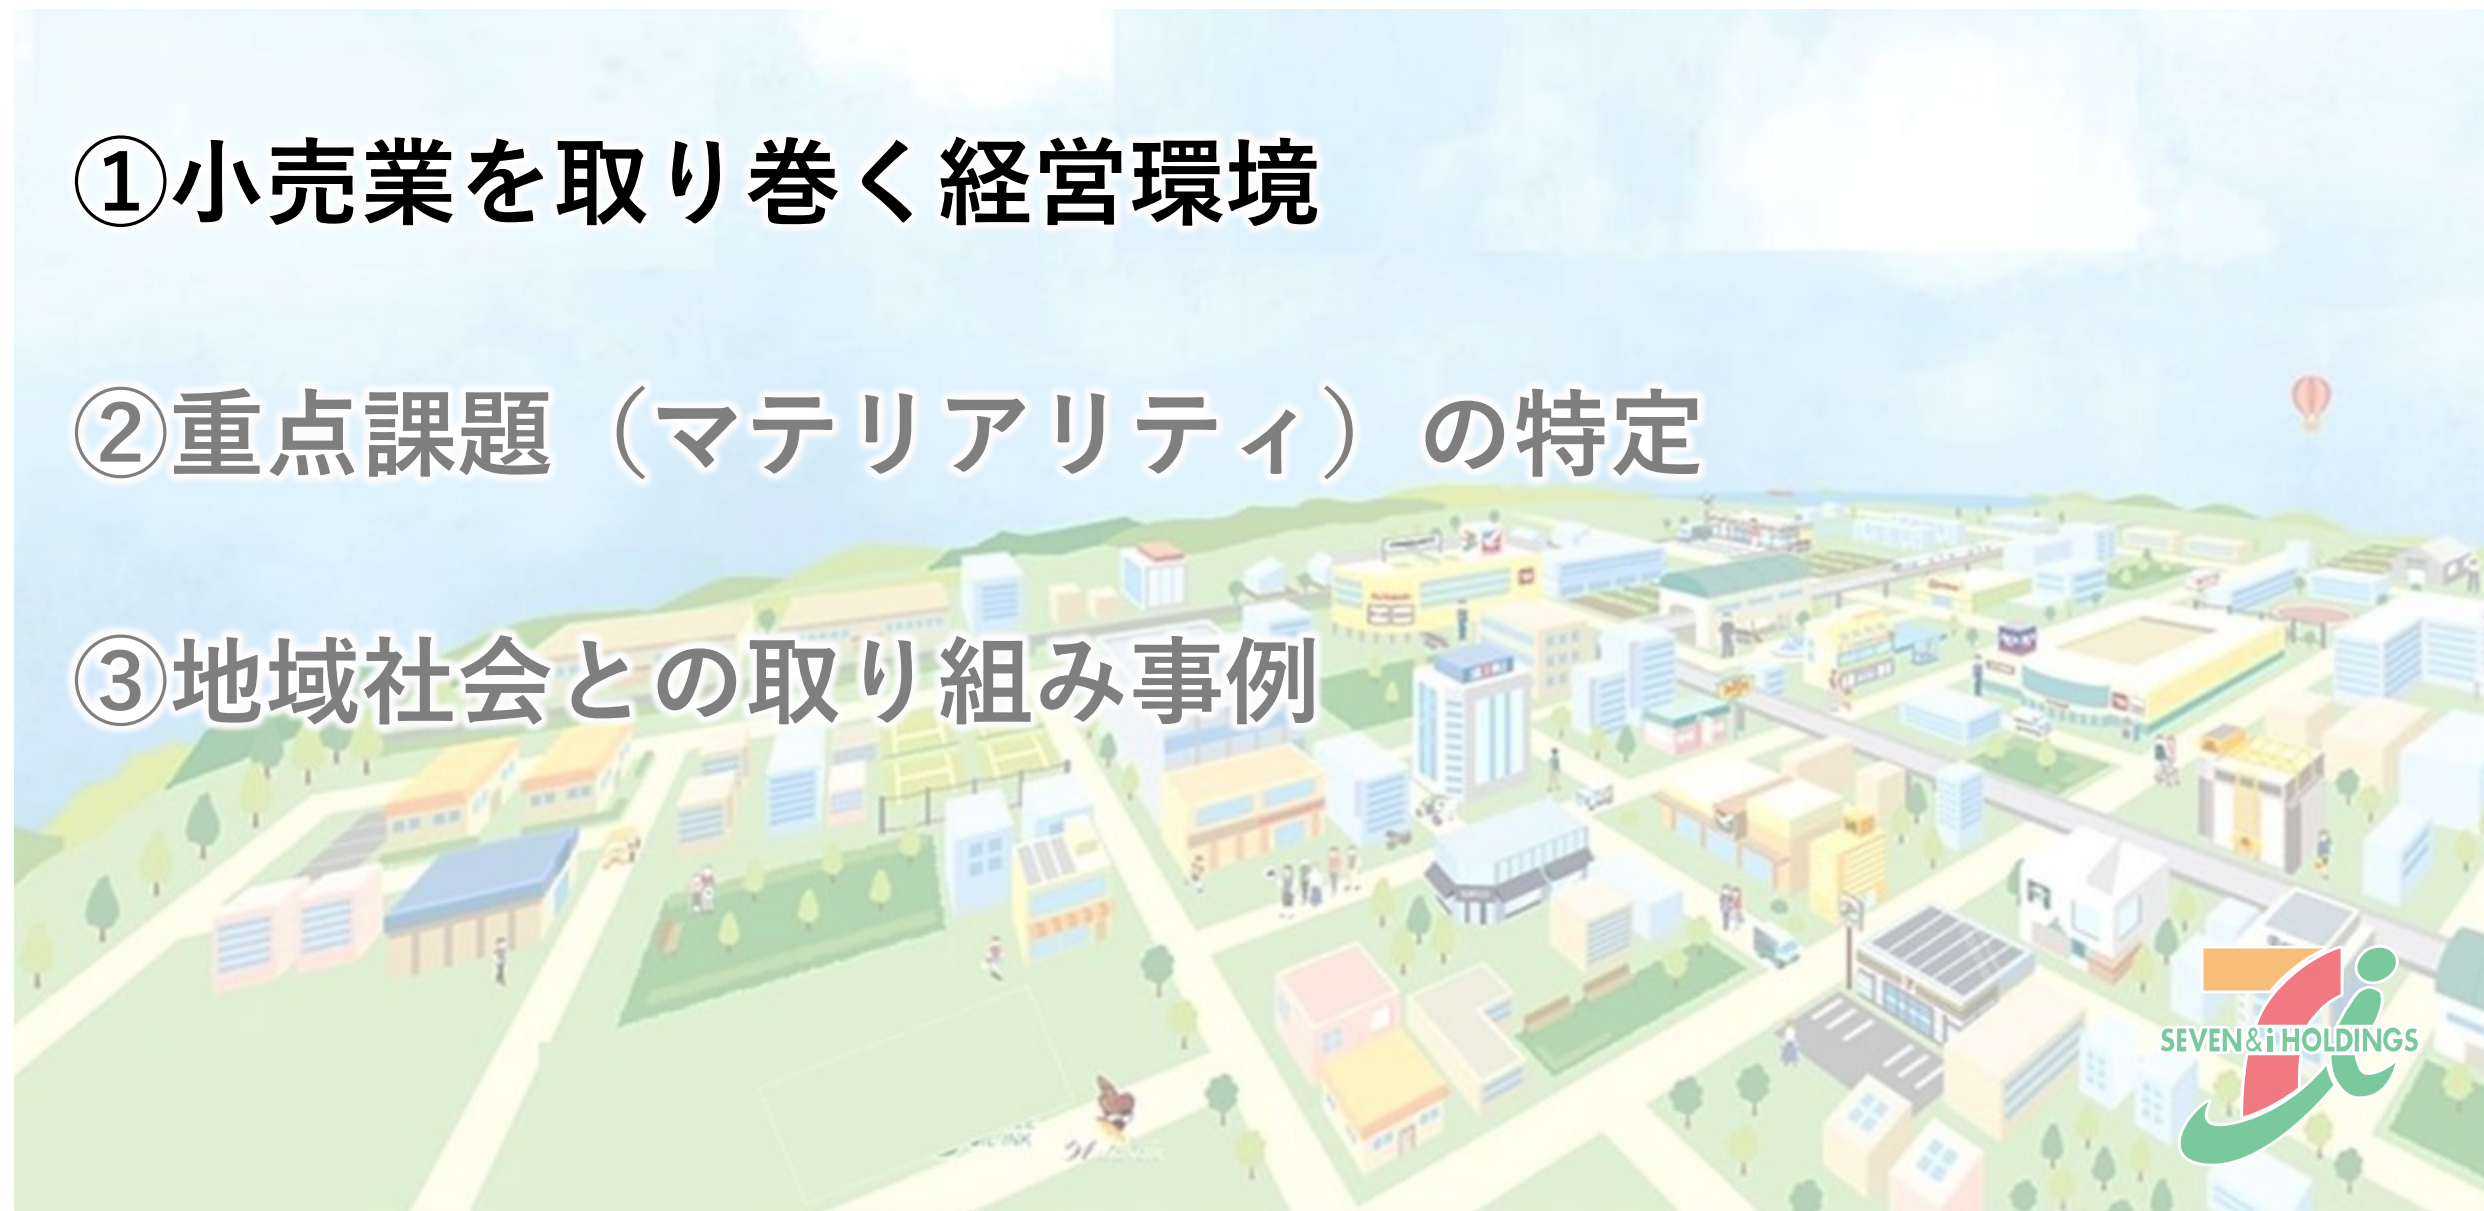 ①小売業を取り巻く経営環境
②重点課題（マテリアリティ）の特定
③地域社会との取り組み事例
SEVEN&i HOLDINGS